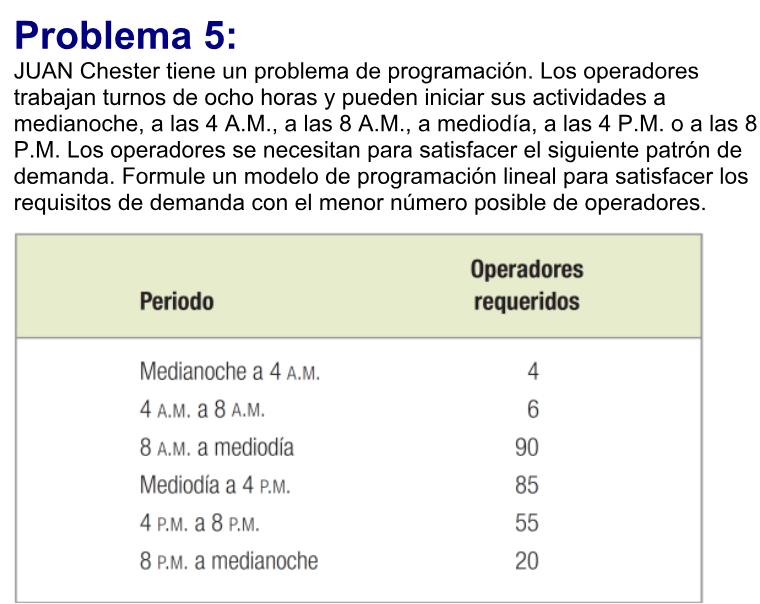 Problema 5:
JUAN Chester tiene un problema de programación. Los operadores
trabajan turnos de ocho horas y pueden iniciar sus actividades a
medianoche, a las 4 A.M., a las 8 A.M., a mediodía, a las 4 P.M. o a las 8
P.M. Los operadores se necesitan para satisfacer el siguiente patrón de
demanda. Formule un modelo de programación lineal para satisfacer los
requisitos de demanda con el menor número posible de operadores.
Periodo Operadores requeridos
Medianoche a 4 A.M. 4
4 A.M. a 8 A.M. 6
8 A.M. a mediodía 90
Mediodía a 4 P.M. 85
4 P.M. a 8 P.M. 55
8 P.M. a medianoche 20